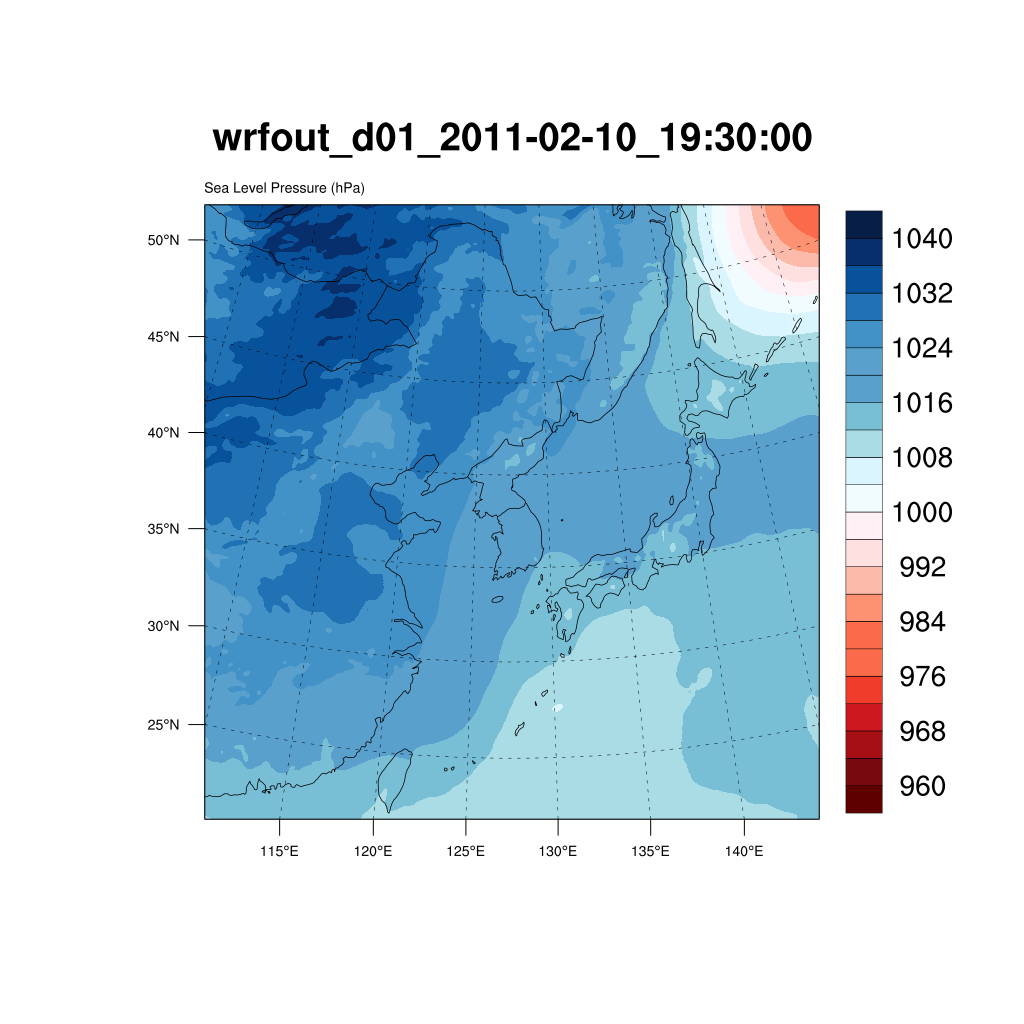 wrfout_d01_2011-02-10_19:30:00
Sea Level Pressure (hPa)
50°N
45°N
40°N
35°N
30°N
25°N
115°E 120°E 125°E 130°E 135°E 140°E
1040
1032
1024
1016
1008
1000
992
984
976
968
960